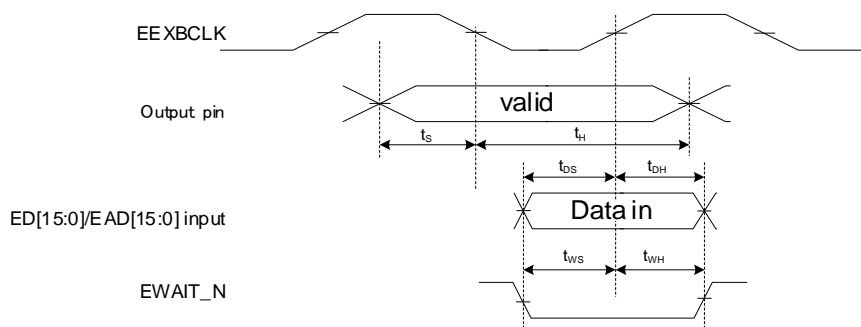 EEXBCLK
Output pin
valid
tS
tH
tDS
tDH
ED[15:0]/EAD[15:0] input
Data in
tWS
tWH
EWAIT_N